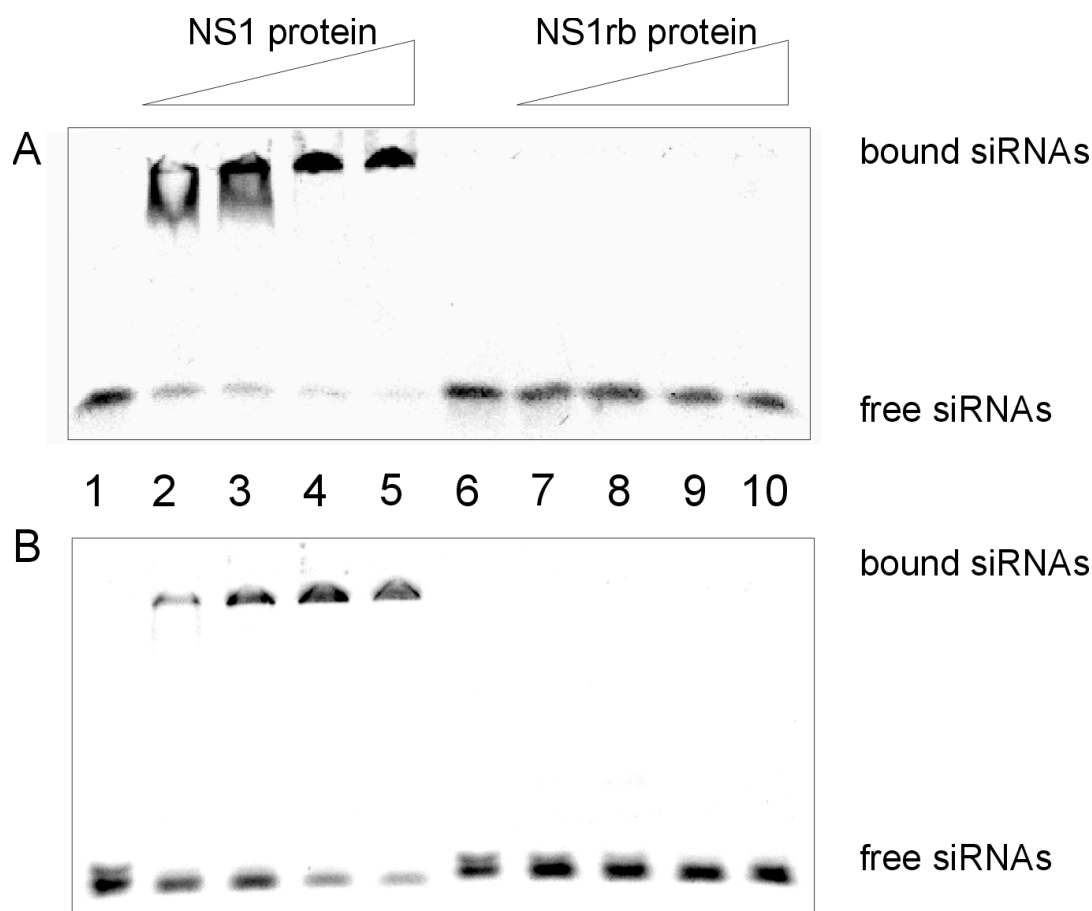 NS1 protein NS1rb protein
A
bound siRNAs
free siRNAs
1 2 3 4 5 6 7 8 9 10
B
bound siRNAs
free siRNAs